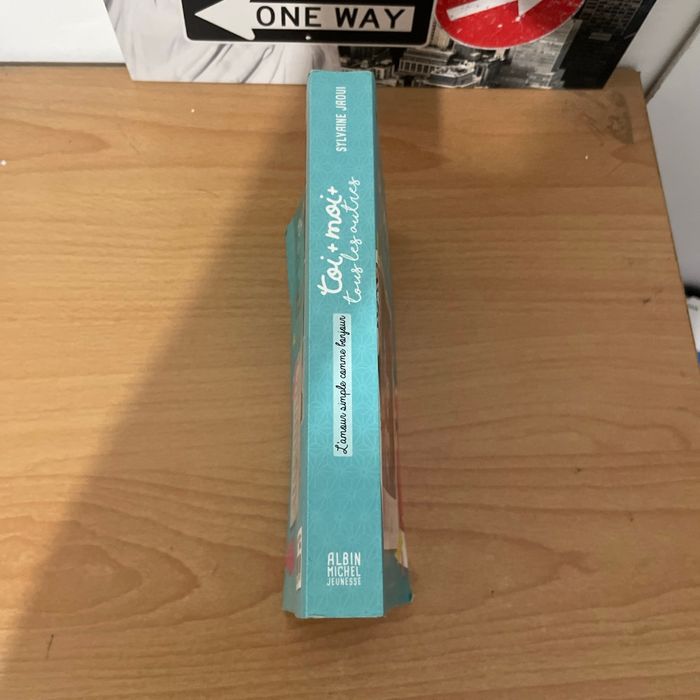 ONE WAY
SYLVAINE JAOUI
toi + moi +
tous les autres
L'amour simple comme bonjour
ALBIN
MICHEL
JEUNESSE